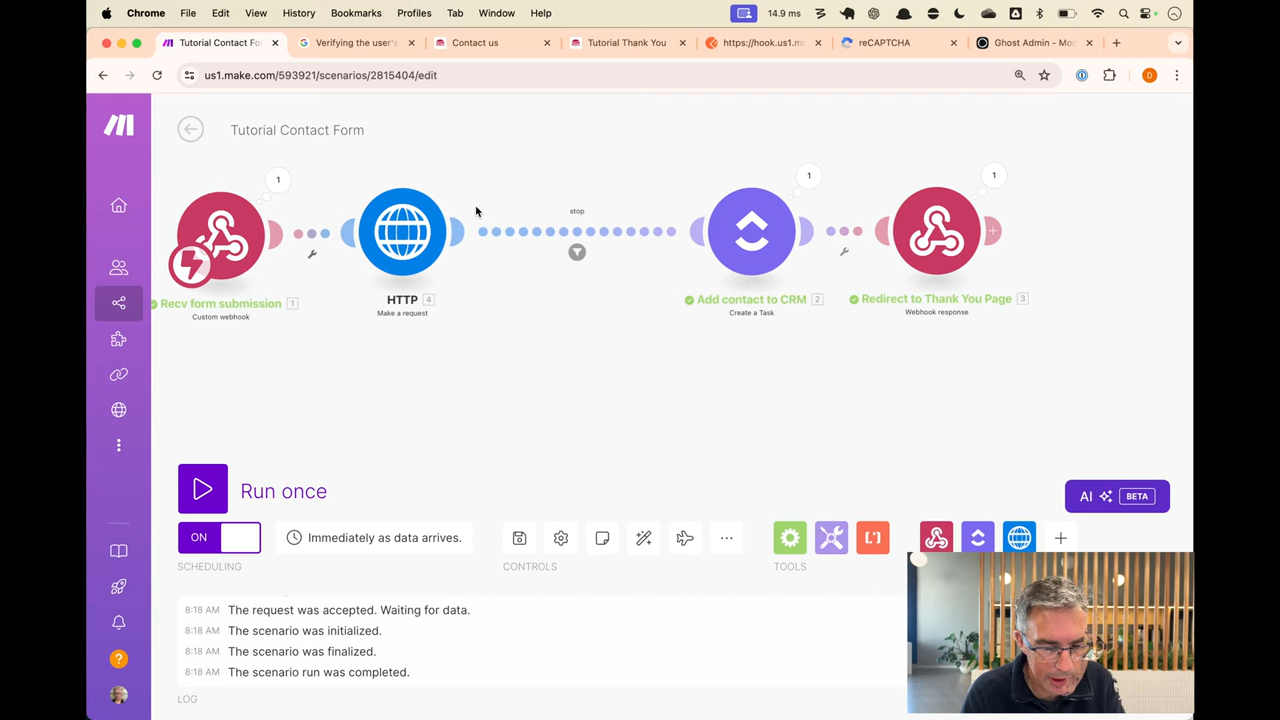 Chrome File Edit View History Bookmarks Profiles Tab Window Help 14.9 ms
Tutorial Contact Fo Verifying the user's Contact us Tutorial Thank You https://hook.us1.m reCAPTCHA Ghost Admin - Moc
us1.make.com/593921/scenarios/2815404/edit D
Tutorial Contact Form
1 1 1
stop
Recv form submission 1
Custom webhook
HTTP 4
Make a request
Add contact to CRM 2
Create a Task
Redirect to Thank You Page 3
Webhook response
Run once
AI BETA
ON Immediately as data arrives.
SCHEDULING CONTROLS TOOLS
8:18 AM The request was accepted. Waiting for data.
8:18 AM The scenario was initialized.
8:18 AM The scenario was finalized.
8:18 AM The scenario run was completed.
LOG